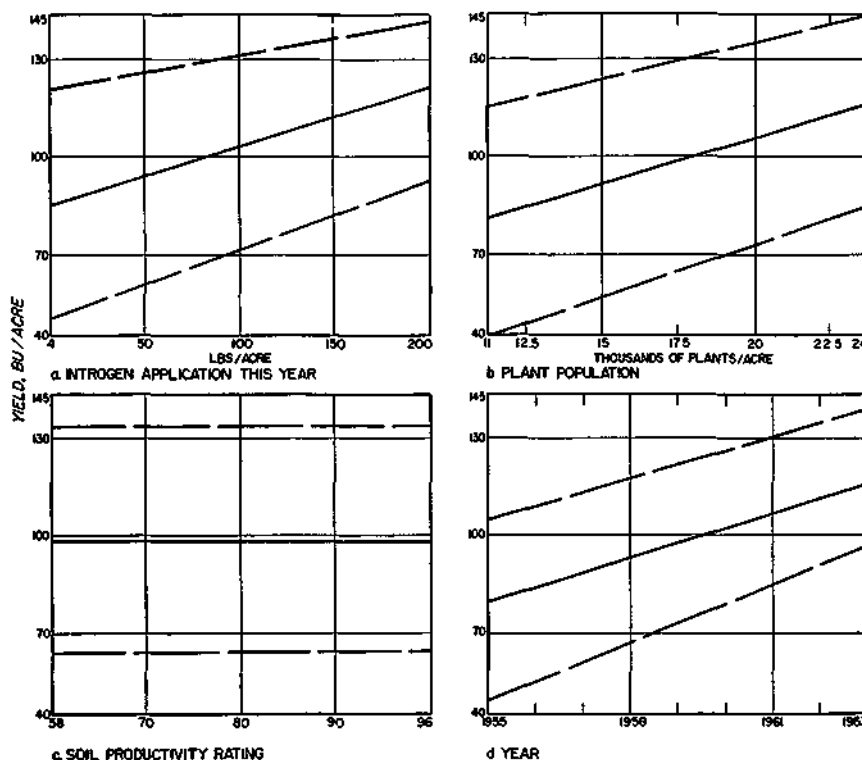 145
130
100
70
40
4 50 100 150 200
LBS/ACRE
a. INTROGEN APPLICATION THIS YEAR
145
130
100
70
40
11 12.5 15 17.5 20 22.5
THOUSANDS OF PLANTS/ACRE
b PLANT POPULATION
YIELD, BU/ACRE
145
130
100
70
40
58 70 80 90 96
c. SOIL PRODUCTIVITY RATING
145
130
100
70
40
1955 1958 1961
d YEAR